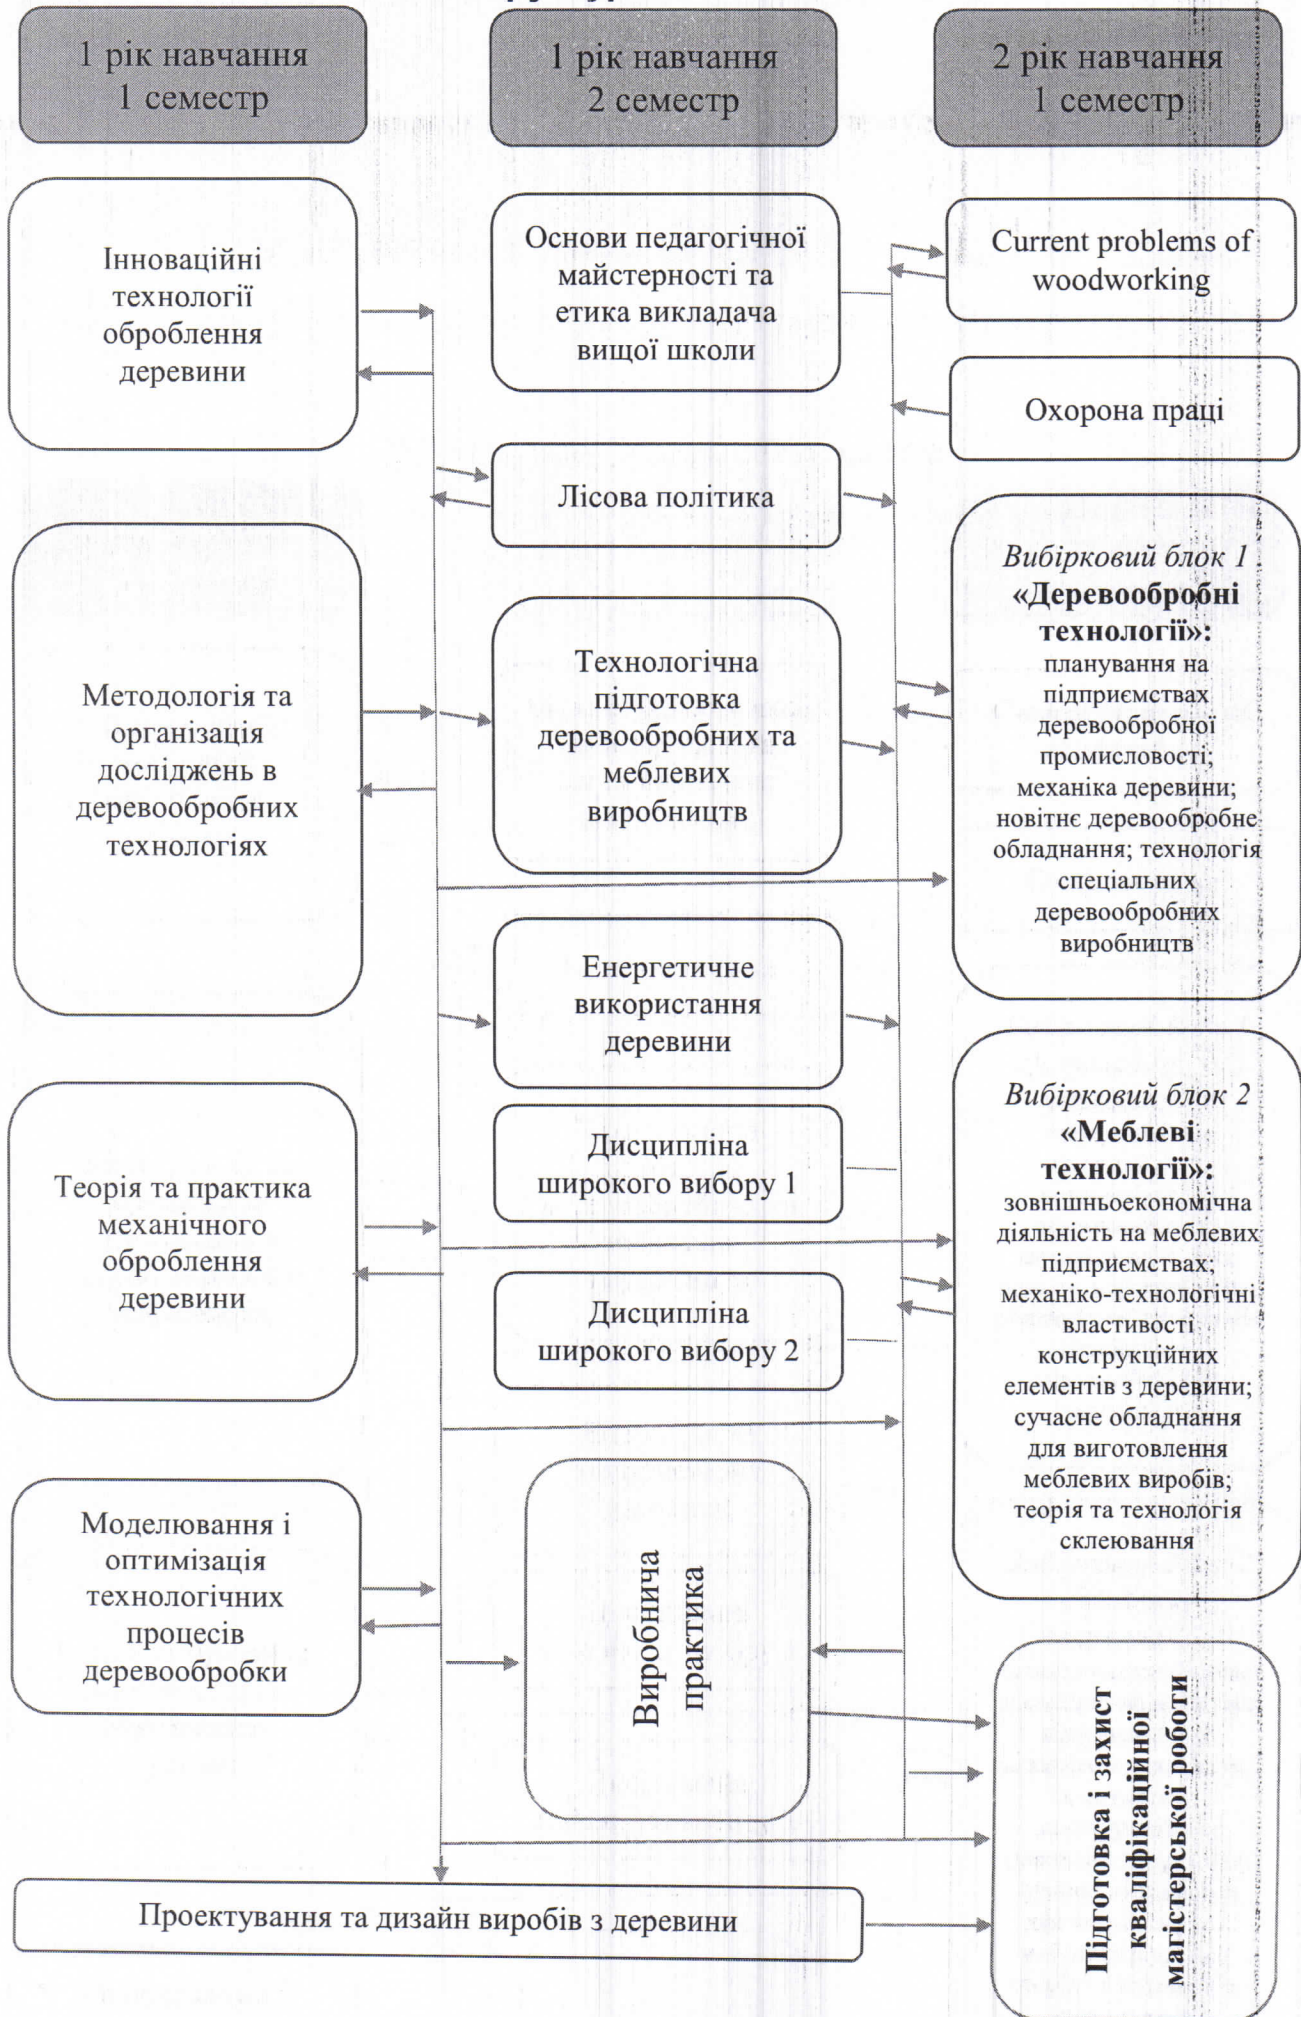 1 рік навчання
1 семестр
1 рік навчання
2 семестр
2 рік навчання
1 семестр
Інноваційні
технології
оброблення
деревини
Методологія та
організація
досліджень в
деревообробних
технологіях
Теорія та практика
механічного
оброблення
деревини
Моделювання і
оптимізація
технологічних
процесів
деревообробки
Основи педагогічної
майстерності та
етика викладача
вищої школи
Лісова політика
Технологічна
підготовка
деревообробних та
меблевих
виробництв
Енергетичне
використання
деревини
Дисципліна
широкого вибору 1
Дисципліна
широкого вибору 2
Виробнича
практика
Current problems of
woodworking
Охорона праці
Вибірковий блок 1
«Деревообробні
технології»:
планування на
підприємствах
деревообробної
промисловості;
механіка деревини;
новітнє деревообробне
обладнання; технологія
спеціальних
деревообробних
виробництв
Вибірковий блок 2
«Меблеві
технології»:
зовнішньоекономічна
діяльність на меблевих
підприємствах;
механіко-технологічні
властивості
конструкційних
елементів з деревини;
сучасне обладнання
для виготовлення
меблевих виробів;
теорія та технологія
склеювання
Підготовка і захист
кваліфікаційної
магістерської роботи
Проектування та дизайн виробів з деревини